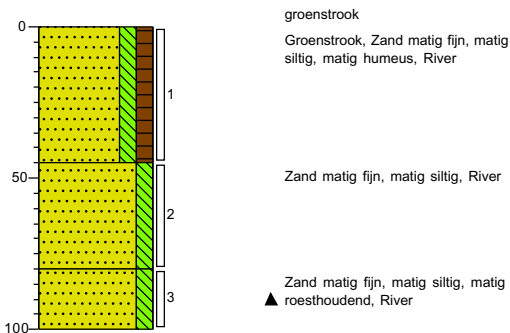 groenstrook
0
Groenstrook, Zand matig fijn, matig
siltig, matig humeus, River
1
50
Zand matig fijn, matig siltig, River
2
Zand matig fijn, matig siltig, matig
roesthoudend, River
3
100